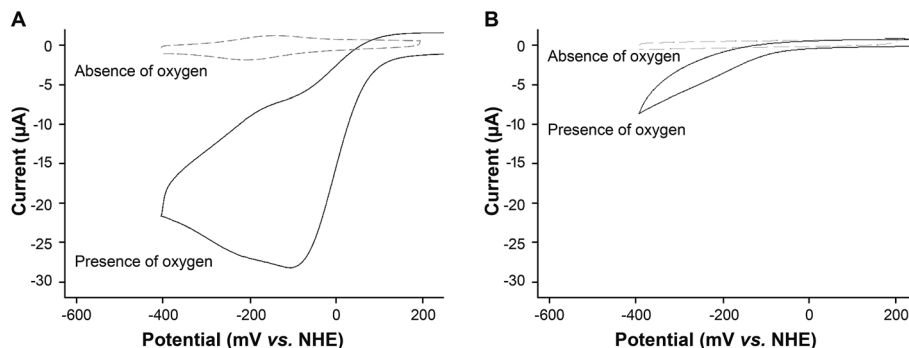 A
0
-5
-10
-15
-20
-25
-30
Current (µA)
Absence of oxygen
Presence of oxygen
-600
-400
-200
0
200
Potential (mV vs. NHE)
B
0
-5
-10
-15
-20
-25
-30
Current (µA)
Absence of oxygen
Presence of oxygen
-600
-400
-200
0
200
Potential (mV vs. NHE)